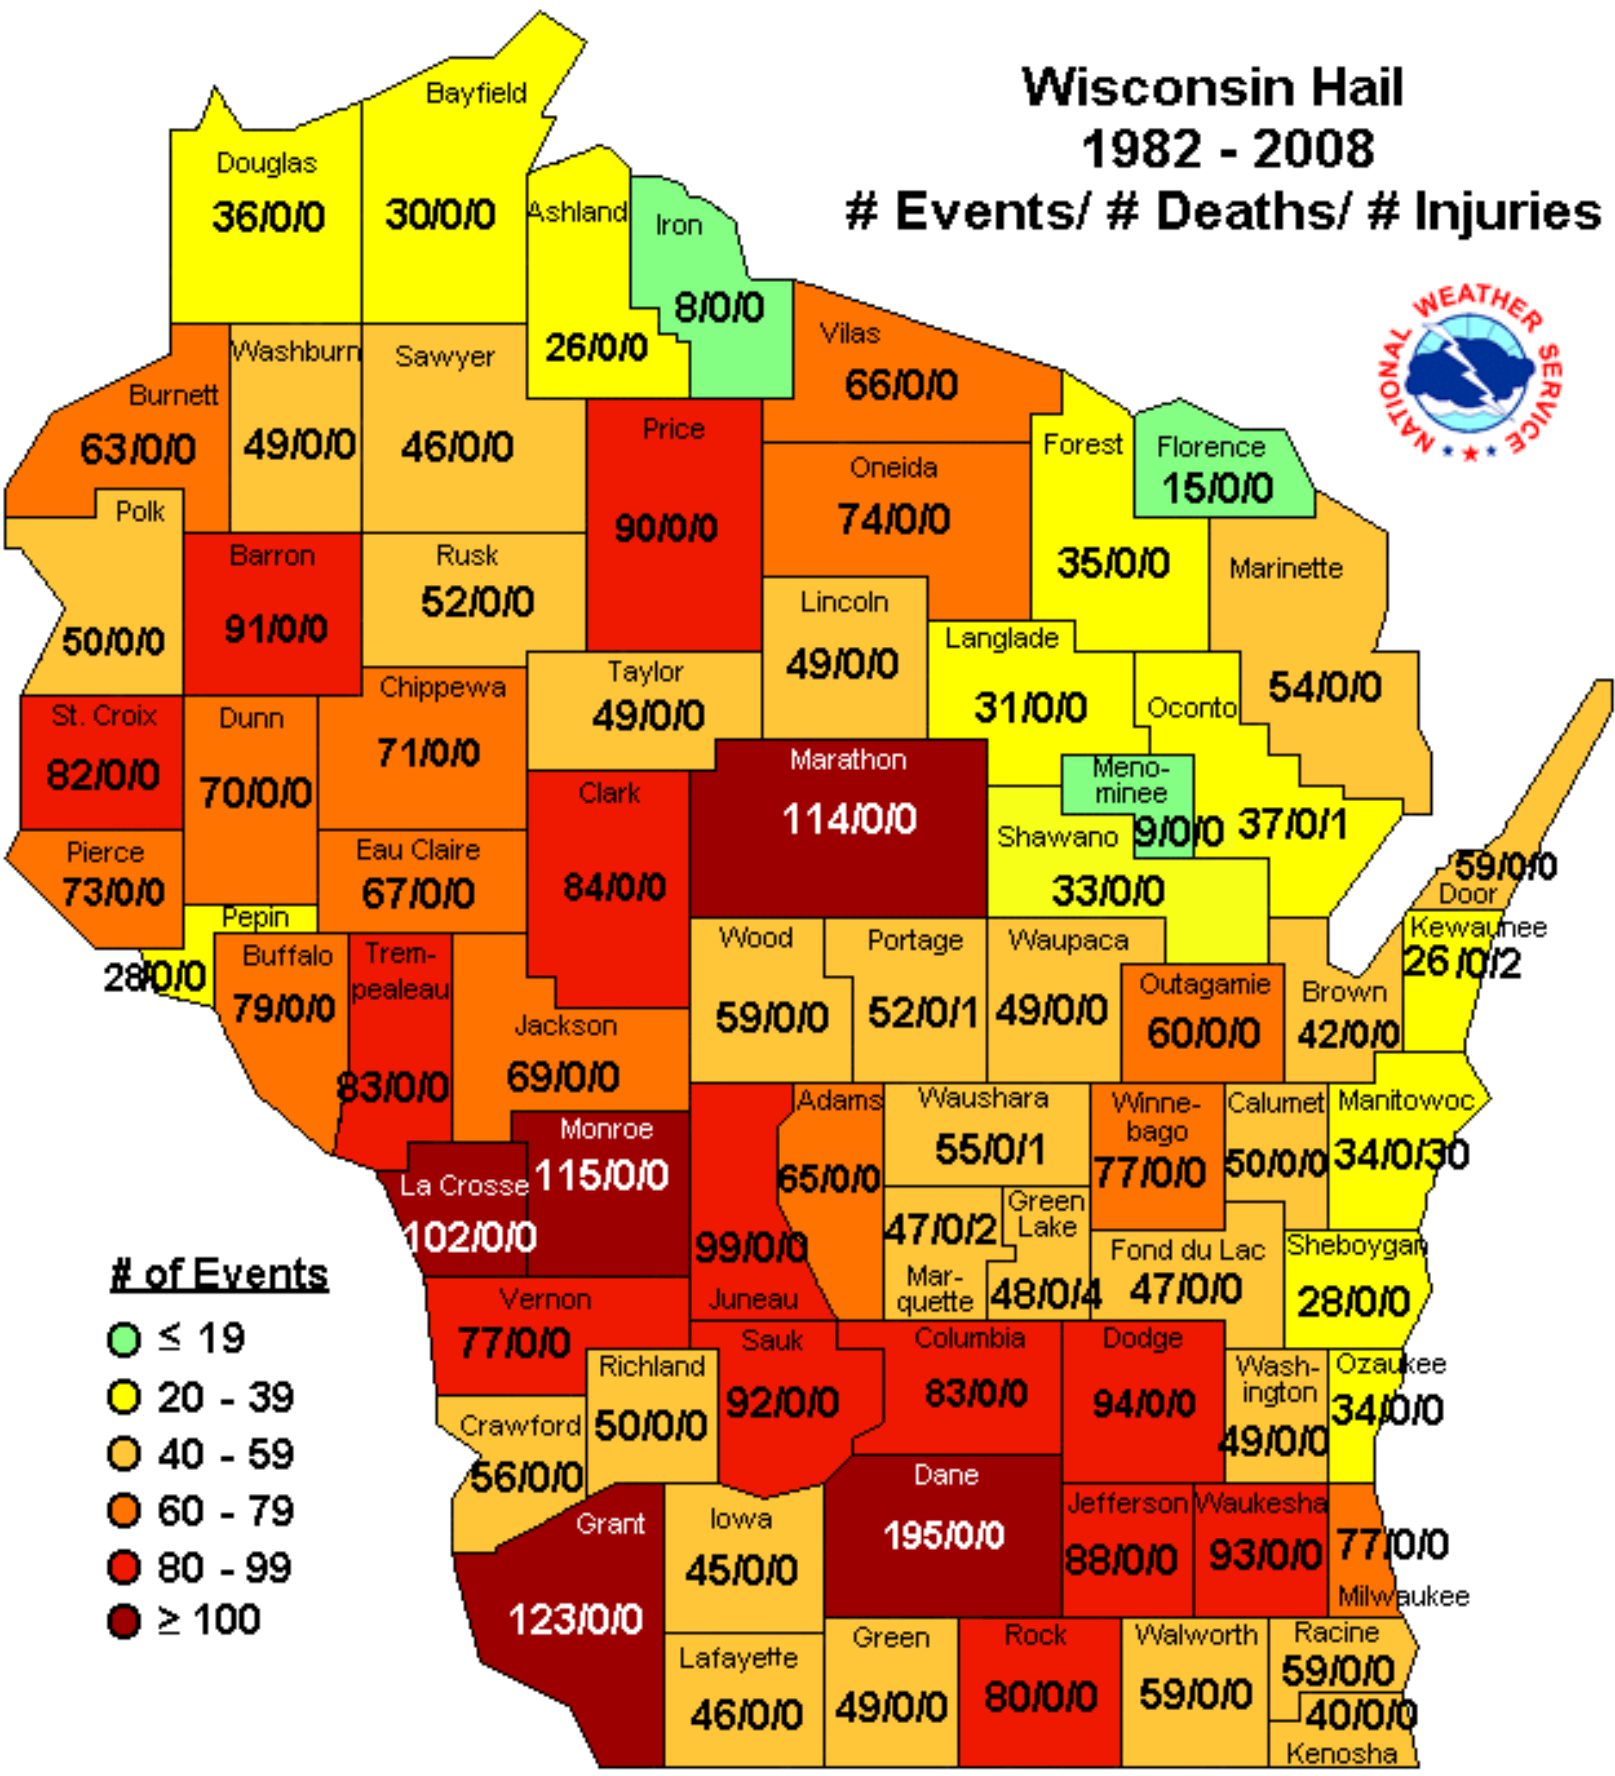 Wisconsin Hail
1982 - 2008
# Events/ # Deaths/ # Injuries
NATIONAL WEATHER SERVICE
Bayfield
30/0/0
Douglas
36/0/0
Ashland
26/0/0
Iron
8/0/0
Vilas
66/0/0
Burnett
63/0/0
Washburn
49/0/0
Sawyer
46/0/0
Price
90/0/0
Oneida
74/0/0
Forest
35/0/0
Florence
15/0/0
Marinette
54/0/0
Polk
50/0/0
Barron
91/0/0
Rusk
52/0/0
Lincoln
49/0/0
Langlade
31/0/0
Oconto
37/0/1
Taylor
49/0/0
Chippewa
71/0/0
St. Croix
82/0/0
Dunn
70/0/0
Marathon
114/0/0
Meno-
minee
9/0/0
Clark
84/0/0
Shawano
33/0/0
Pierce
73/0/0
Eau Claire
67/0/0
59/0/0
Door
Pepin
28/0/0
Buffalo
79/0/0
Trem-
pealeau
83/0/0
Jackson
69/0/0
Wood
59/0/0
Portage
52/0/1
Waupaca
49/0/0
Outagamie
60/0/0
Brown
42/0/0
Kewaunee
26/0/2
Monroe
115/0/0
La Crosse
102/0/0
99/0/0
Juneau
Adams
65/0/0
Waushara
55/0/1
Winne-
bago
77/0/0
Calumet
50/0/0
Manitowoc
34/0/30
47/0/2
Mar-
quette
Green
Lake
48/0/4
Fond du Lac
47/0/0
Sheboygan
28/0/0
# of Events
≤ 19
20 - 39
40 - 59
60 - 79
80 - 99
≥ 100
Vernon
77/0/0
Richland
50/0/0
Sauk
92/0/0
Columbia
83/0/0
Dodge
94/0/0
Wash-
ington
49/0/0
Ozaukee
34/0/0
Crawford
56/0/0
Grant
123/0/0
Iowa
45/0/0
Dane
195/0/0
Jefferson
88/0/0
Waukesha
93/0/0
77/0/0
Milwaukee
Lafayette
46/0/0
Green
49/0/0
Rock
80/0/0
Walworth
59/0/0
Racine
59/0/0
40/0/0
Kenosha